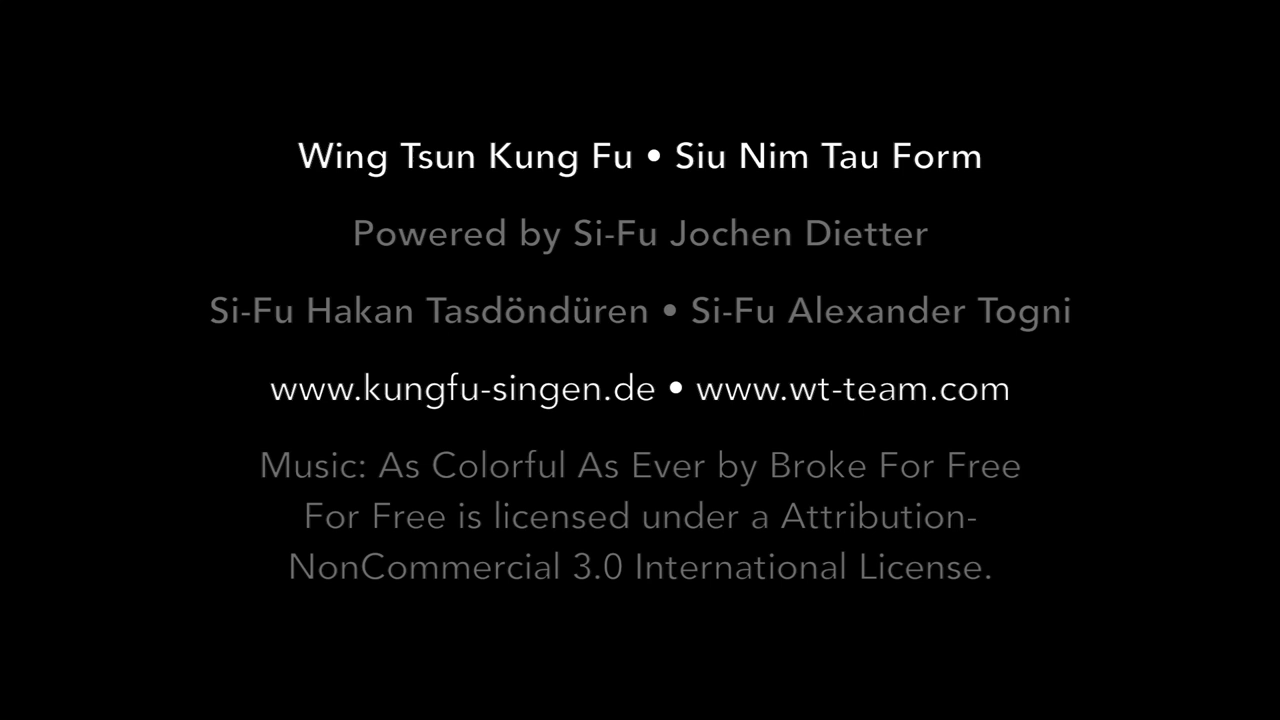 Wing Tsun Kung Fu • Siu Nim Tau Form
Powered by Si-Fu Jochen Dietter
Si-Fu Hakan Tasdöndüren • Si-Fu Alexander Togni
www.kungfu-singen.de • www.wt-team.com
Music: As Colorful As Ever by Broke For Free
For Free is licensed under a Attribution-
NonCommercial 3.0 International License.